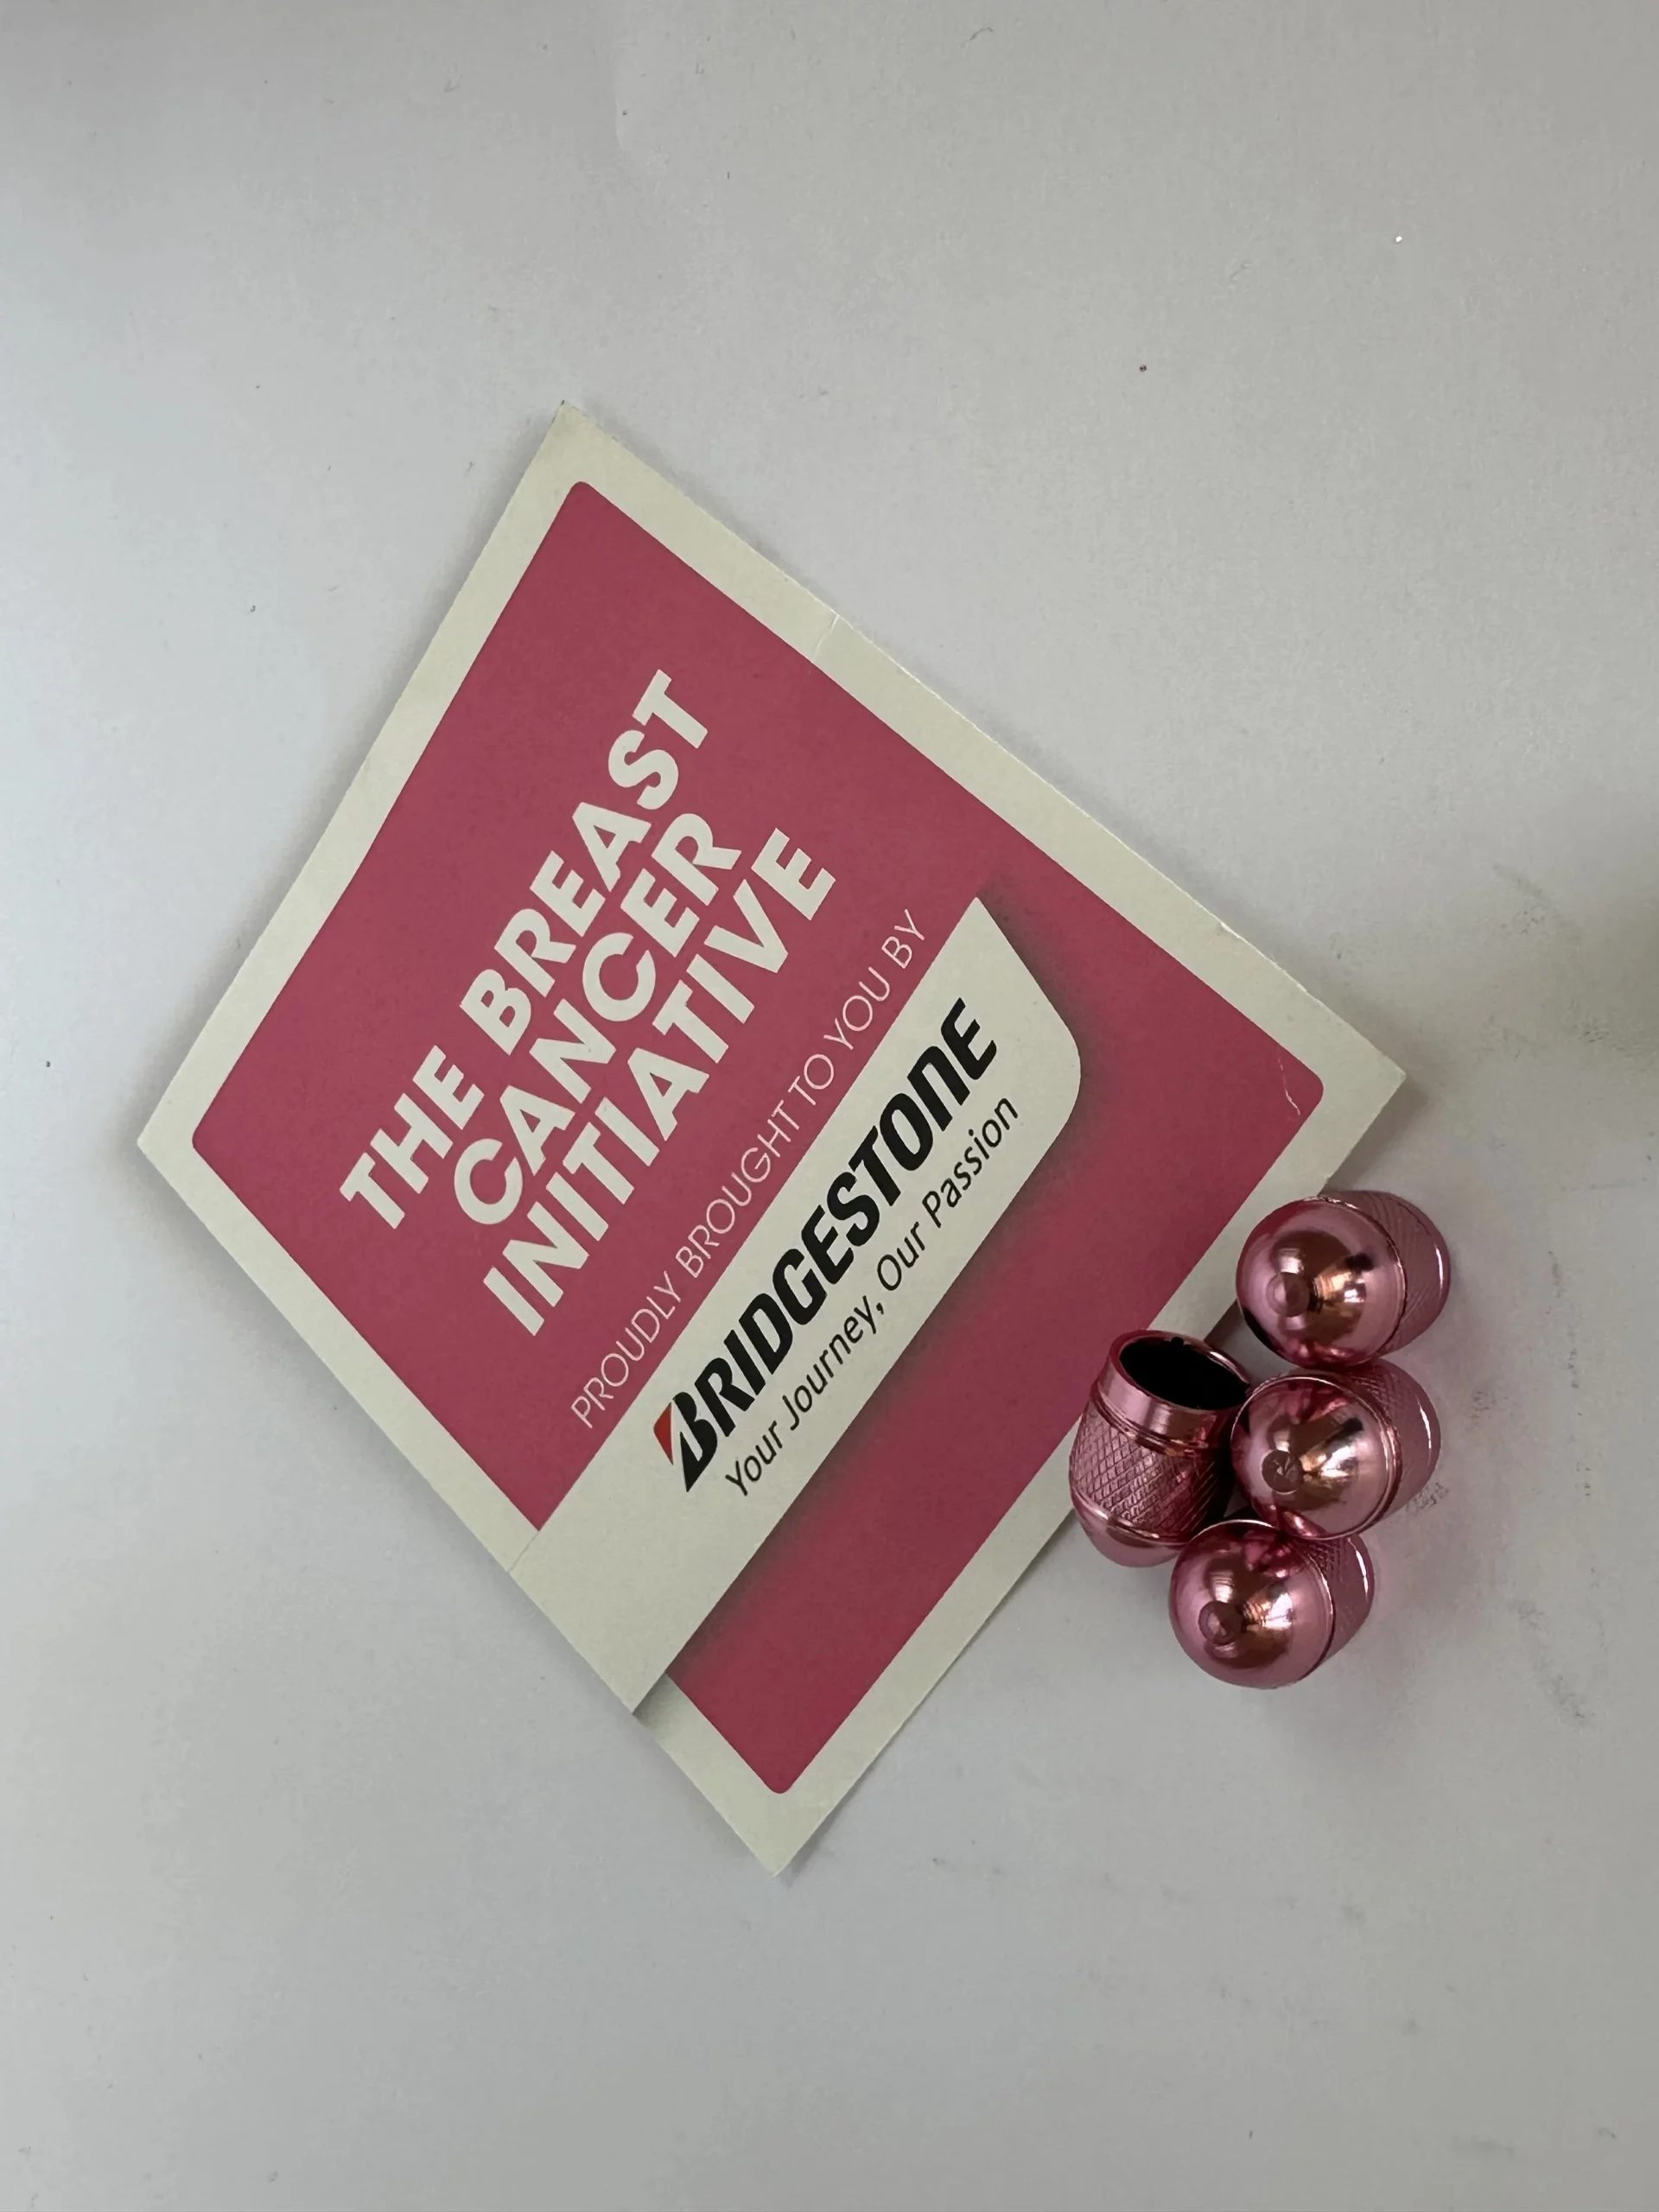 THE BREAST
CANCER
INITIATIVE
PROUDLY BROUGHT TO YOU BY
BRIDGESTONE
Your Journey, Our Passion